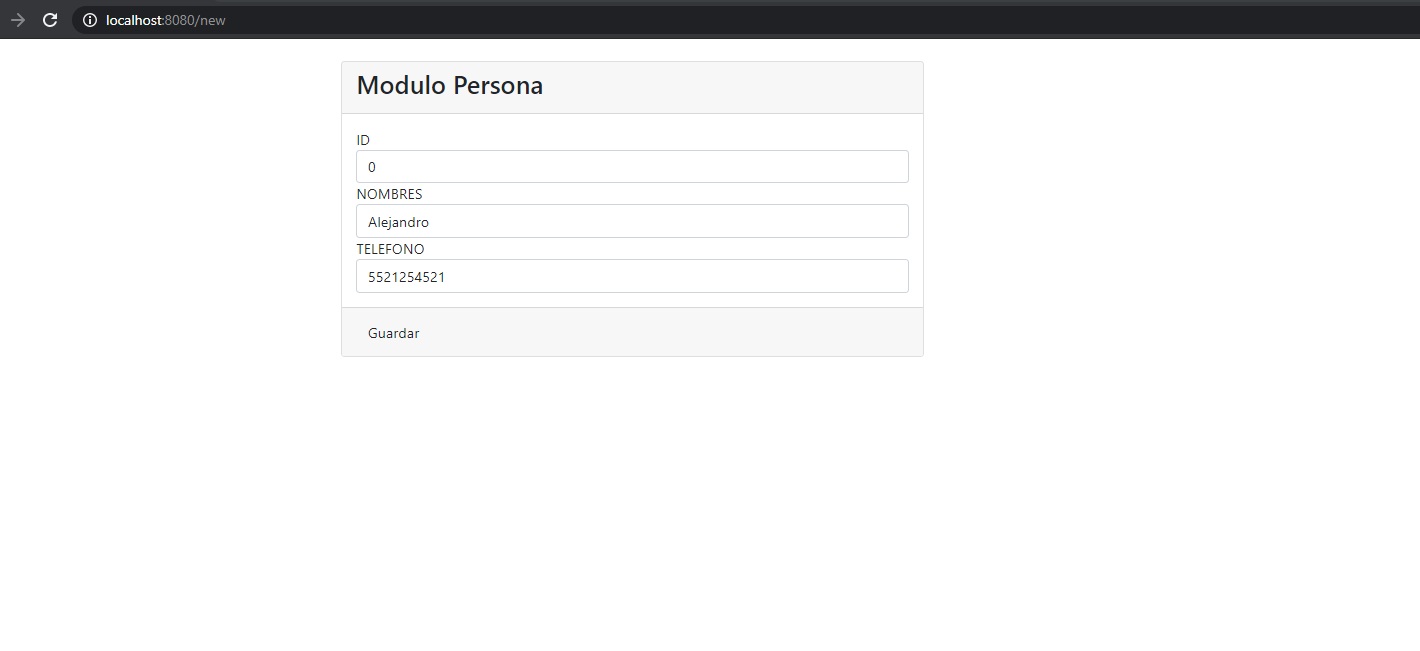 localhost:8080/new
Modulo Persona
ID
0
NOMBRES
Alejandro
TELEFONO
5521254521
Guardar